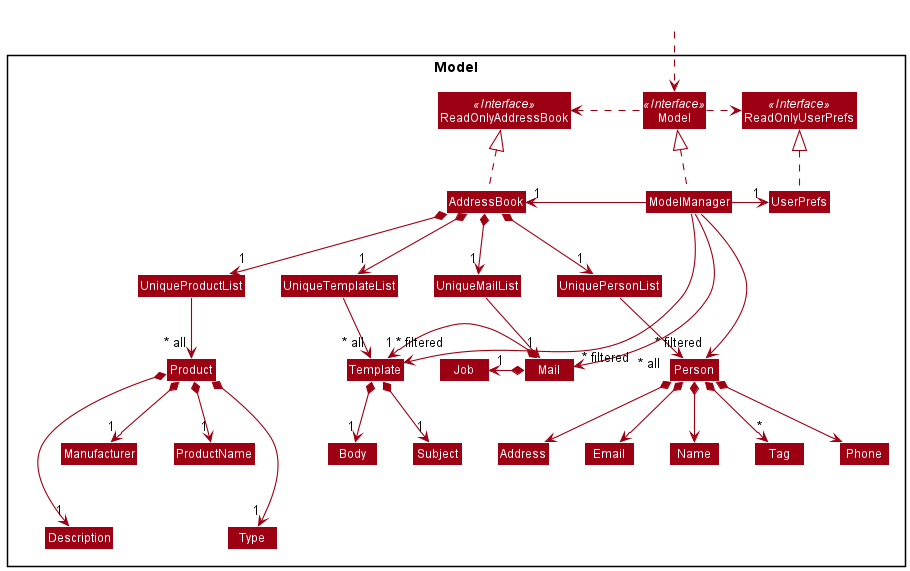 Model
«Interface»
ReadOnlyAddressBook
«Interface»
Model
«Interface»
ReadOnlyUserPrefs
AddressBook
1
ModelManager
1
UserPrefs
1
1
1
1
UniqueProductList
UniqueTemplateList
UniqueMailList
UniquePersonList
* all
* all
1
* filtered
1
* filtered
* all
* filtered
Product
Template
Job
1
Mail
Person
1
1
1
1
*
Manufacturer
ProductName
Body
Subject
Address
Email
Name
Tag
Phone
1
1
Description
Type